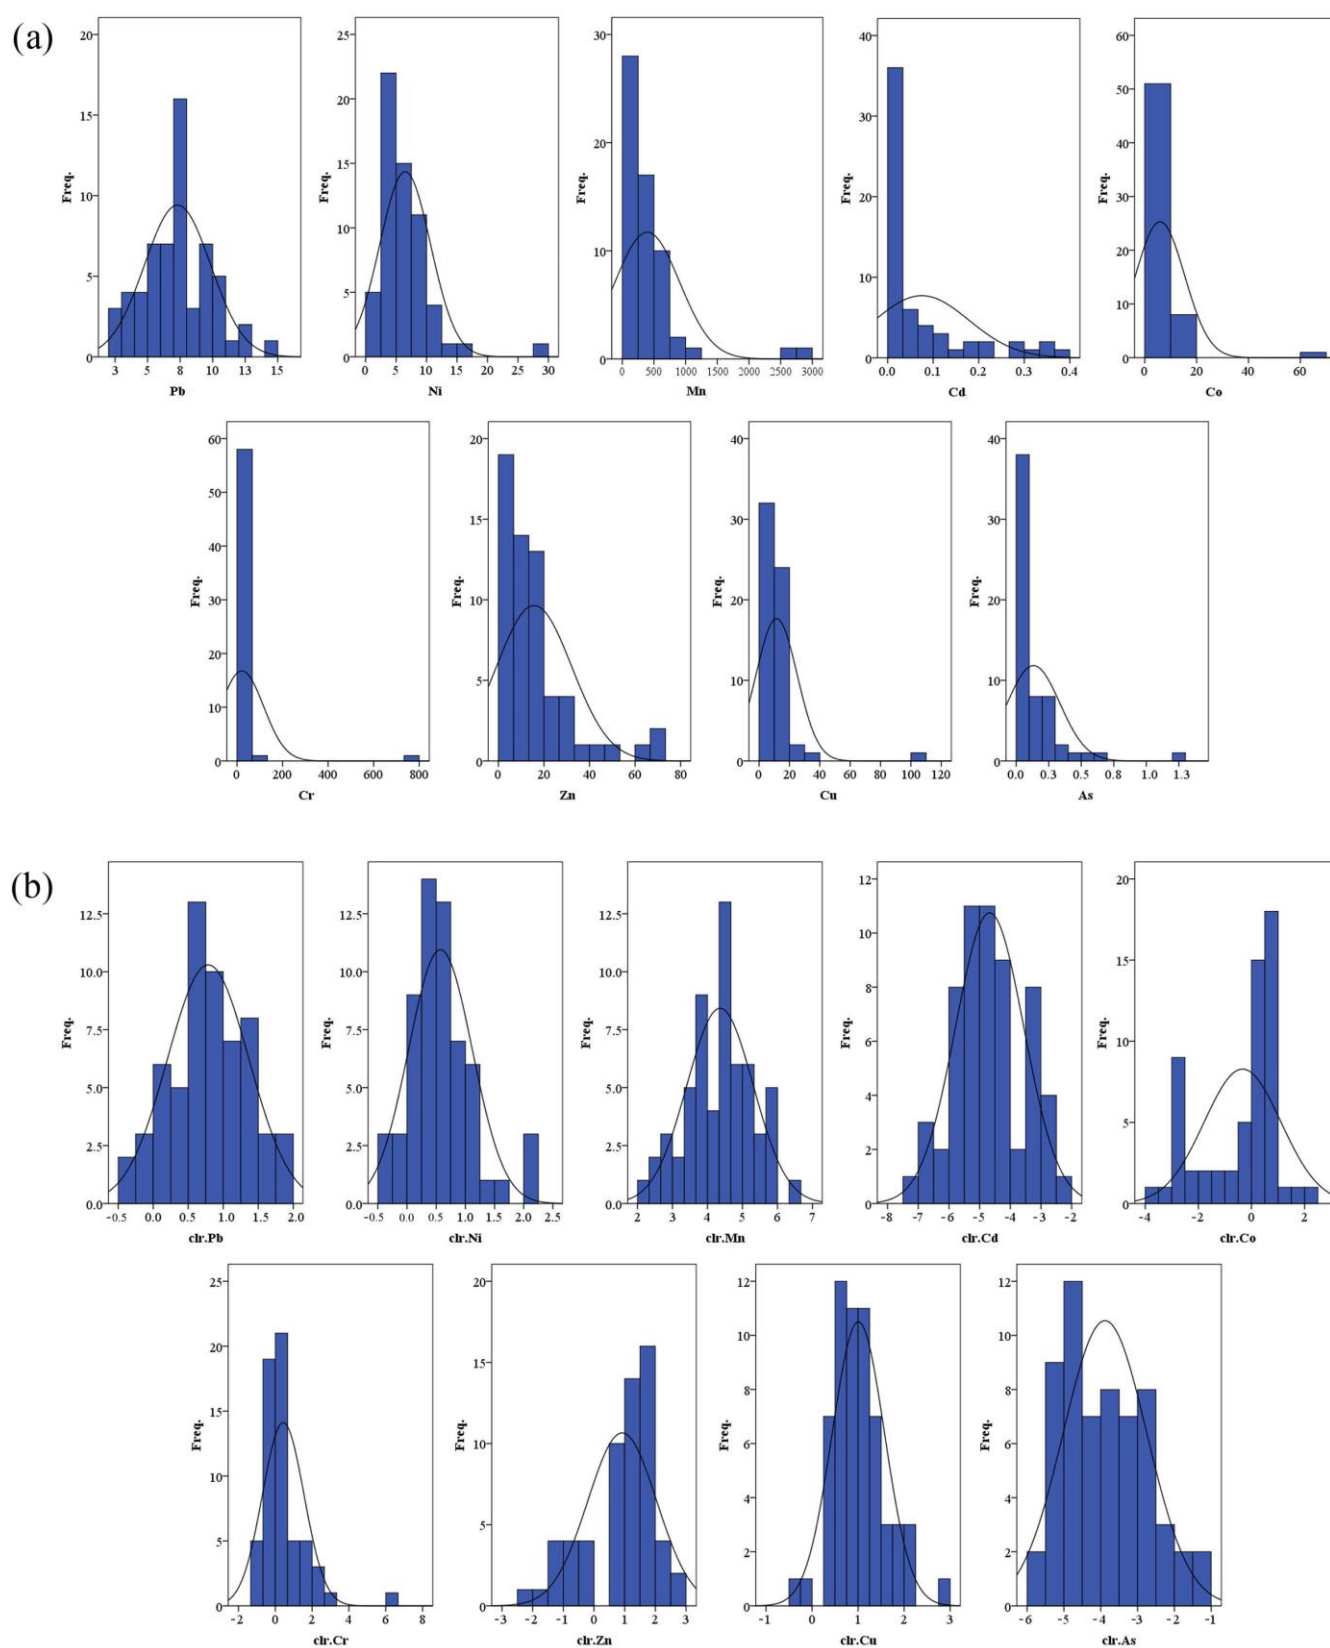 (a)
20 15 10 5 0 Freq. 3 5 8 10 13 15 Pb
25 20 15 10 5 0 Freq. 0 5 10 15 20 25 30 Ni
30 20 10 0 Freq. 0 500 1000 1500 2000 2500 3000 Mn
40 30 20 10 0 Freq. 0.0 0.1 0.2 0.3 0.4 Cd
60 50 40 30 20 10 0 Freq. 0 20 40 60 Co
60 50 40 30 20 10 0 Freq. 0 200 400 600 800 Cr
20 15 10 5 0 Freq. 0 20 40 60 80 Zn
40 30 20 10 0 Freq. 0 20 40 60 80 100 120 Cu
40 30 20 10 0 Freq. 0.0 0.3 0.5 0.8 1.0 1.3 As
(b)
12.5 10.0 7.5 5.0 2.5 0.0 Freq. -0.5 0.0 0.5 1.0 1.5 2.0 clr.Pb
12.5 10.0 7.5 5.0 2.5 0.0 Freq. -0.5 0.0 0.5 1.0 1.5 2.0 2.5 clr.Ni
12.5 10.0 7.5 5.0 2.5 0.0 Freq. 2 3 4 5 6 7 clr.Mn
12 10 8 6 4 2 0 Freq. -8 -7 -6 -5 -4 -3 -2 clr.Cd
20 15 10 5 0 Freq. -4 -2 0 2 clr.Co
25 20 15 10 5 0 Freq. -2 0 2 4 6 8 clr.Cr
20 15 10 5 0 Freq. -3 -2 -1 0 1 2 3 clr.Zn
12 10 8 6 4 2 0 Freq. -1 0 1 2 3 clr.Cu
12 10 8 6 4 2 0 Freq. -6 -5 -4 -3 -2 -1 clr.As